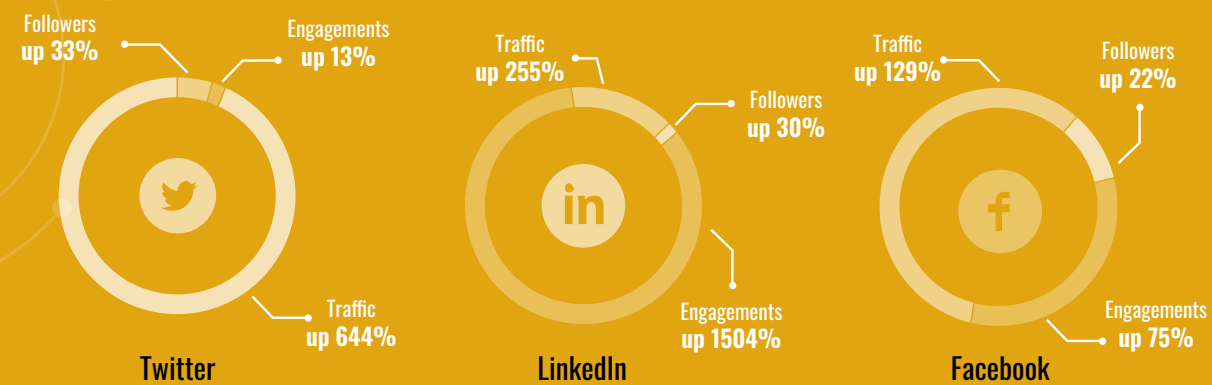 Followers
up 33%
Engagements
up 13%
Traffic
up 644%
Twitter
Traffic
up 255%
Followers
up 30%
in
Engagements
up 1504%
LinkedIn
Traffic
up 129%
Followers
up 22%
f
Engagements
up 75%
Facebook